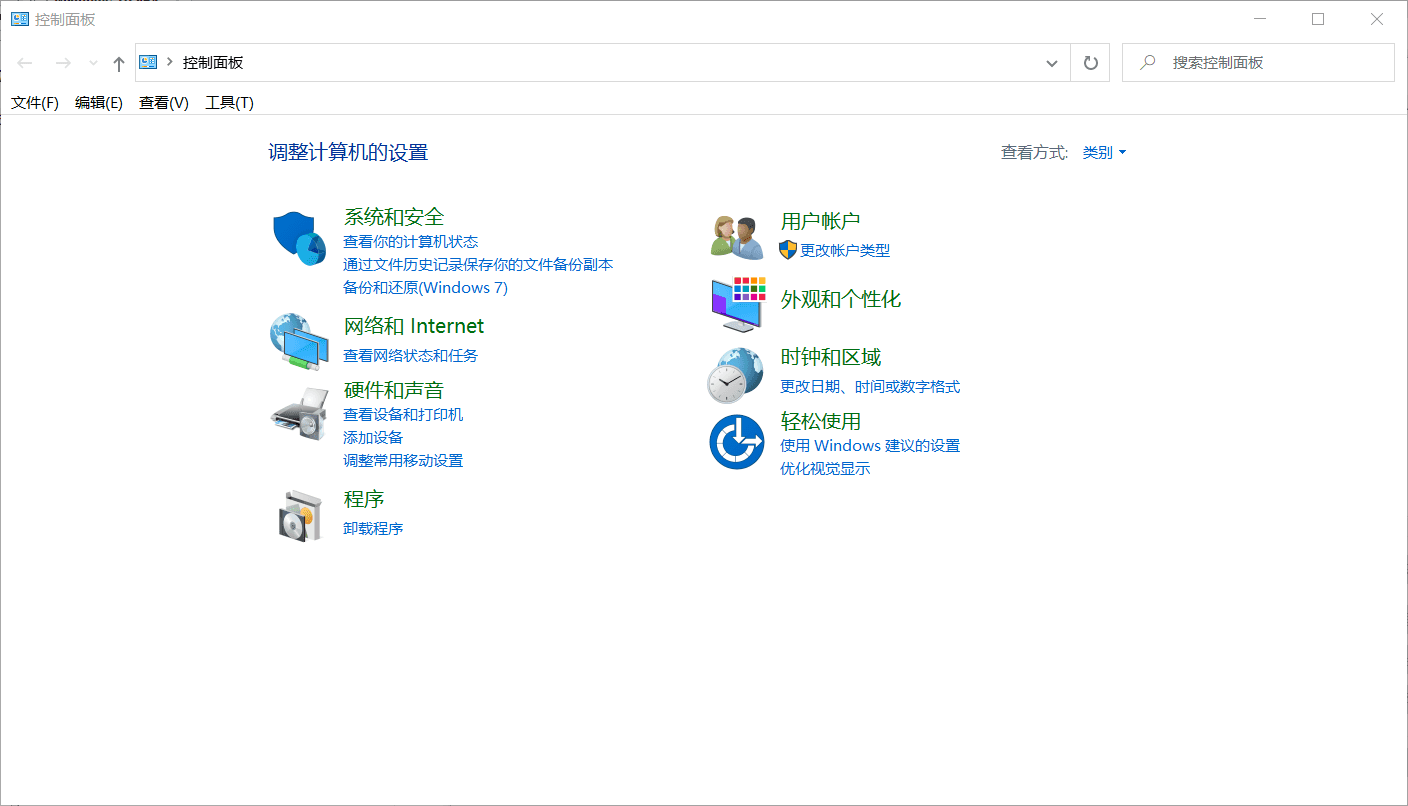 控制面板
控制面板
搜索控制面板
文件(F) 编辑(E) 查看(V) 工具(T)
调整计算机的设置
查看方式: 类别
系统和安全
查看你的计算机状态
通过文件历史记录保存你的文件备份副本
备份和还原(Windows 7)
网络和 Internet
查看网络状态和任务
硬件和声音
查看设备和打印机
添加设备
调整常用移动设置
程序
卸载程序
用户帐户
更改帐户类型
外观和个性化
时钟和区域
更改日期、时间或数字格式
轻松使用
使用 Windows 建议的设置
优化视觉显示